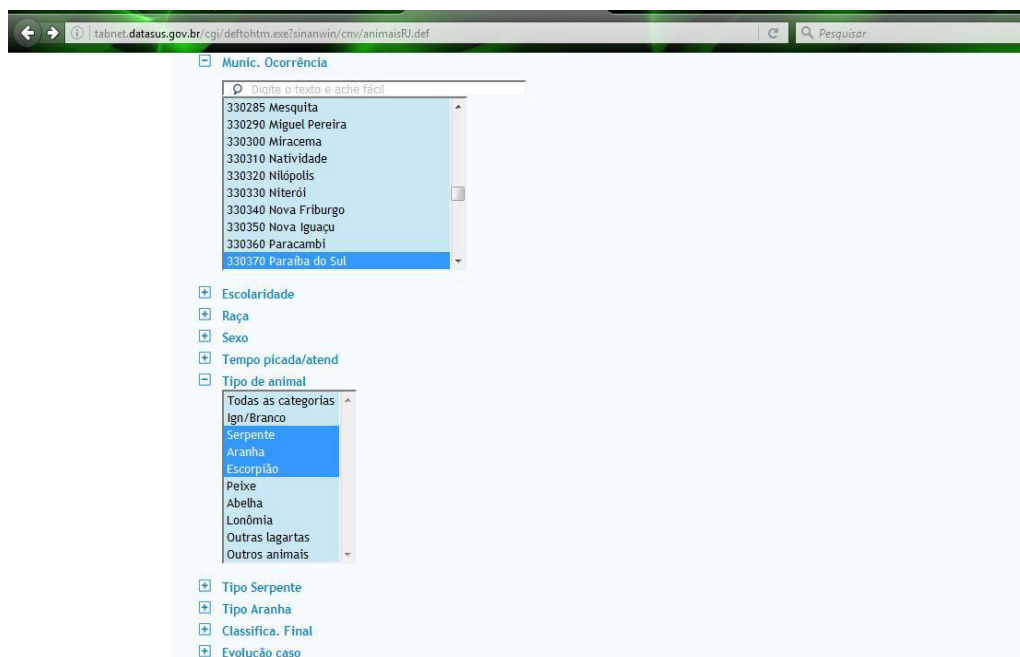 tabnet.datasus.gov.br/cgi/deftohtm.exe?sinanwin/cnv/animaisRJ.def
Pesquisar
Munic. Ocorrência
Digite o texto e ache fácil
330285 Mesquita
330290 Miguel Pereira
330300 Miracema
330310 Natividade
330320 Nilópolis
330330 Niterói
330340 Nova Friburgo
330350 Nova Iguaçu
330360 Paracambi
330370 Paraíba do Sul
Escolaridade
Raça
Sexo
Tempo picada/atend
Tipo de animal
Todas as categorias
Ign/Branco
Serpente
Aranha
Escorpião
Peixe
Abelha
Lonômia
Outras lagartas
Outros animais
Tipo Serpente
Tipo Aranha
Classifica. Final
Evolução caso